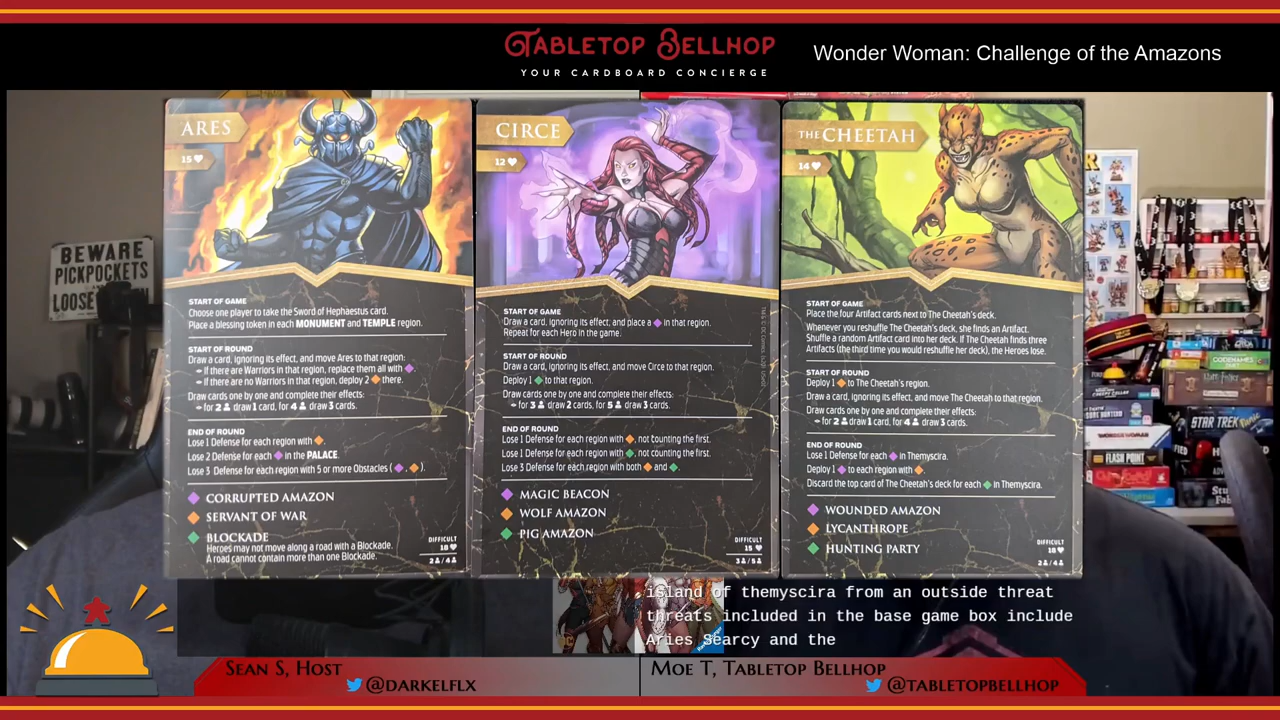 TABLETOP BELLHOP
YOUR CARDBOARD CONCIERGE
Wonder Woman: Challenge of the Amazons
BEWARE
PICKPOCKETS
LOOSE
ARES
15
START OF GAME
Choose one player to take the Sword of Hephaestus card.
Place a blessing token in each MONUMENT and TEMPLE region.
START OF ROUND
Draw a card, ignoring its effect, and move Ares to that region:
If there are Warriors in that region, replace them all with .
If there are no Warriors in that region, deploy 2 there.
Draw cards one by one and complete their effects:
for 2 draw 1 card, for 4 draw 3 cards.
END OF ROUND
Lose 1 Defense for each region with .
Lose 2 Defense for each in the PALACE.
Lose 3 Defense for each region with 5 or more Obstacles ( , ).
CORRUPTED AMAZON
SERVANT OF WAR
BLOCKADE
Heroes may not move along a road with a Blockade.
A road cannot contain more than one Blockade.
DIFFICULT
18
2 / 4
CIRCE
12
START OF GAME
Draw a card, ignoring its effect, and place a in that region.
Repeat for each Hero in the game.
START OF ROUND
Draw a card, ignoring its effect, and move Circe to that region.
Deploy 1 to that region.
Draw cards one by one and complete their effects:
for 3 draw 2 cards, for 5 draw 3 cards.
END OF ROUND
Lose 1 Defense for each region with , not counting the first.
Lose 1 Defense for each region with , not counting the first.
Lose 3 Defense for each region with both and .
MAGIC BEACON
WOLF AMAZON
PIG AMAZON
DIFFICULT
15
3 / 5
THE CHEETAH
14
START OF GAME
Place the four Artifact cards next to The Cheetah's deck.
Whenever you reshuffle The Cheetah's deck, she finds an Artifact.
Shuffle a random Artifact card into her deck. If The Cheetah finds three
Artifacts (the third time you would reshuffle her deck), the Heroes lose.
START OF ROUND
Deploy 1 to The Cheetah's region.
Draw a card, ignoring its effect, and move The Cheetah to that region.
Draw cards one by one and complete their effects:
for 2 draw 1 card, for 4 draw 3 cards.
END OF ROUND
Lose 1 Defense for each in Themyscira.
Deploy 1 to each region with .
Discard the top card of The Cheetah's deck for each in Themyscira.
WOUNDED AMAZON
LYCANTHROPE
HUNTING PARTY
DIFFICULT
18
2 / 4
CODENAMES
STAR TREK
WONDER WOMAN
FLASH POINT
island of themyscira from an outside threat
threats included in the base game box include
Aries Searcy and the
SEAN S, HOST
@DARKELFLX
MOE T, TABLETOP BELLHOP
@TABLETOPBELLHOP